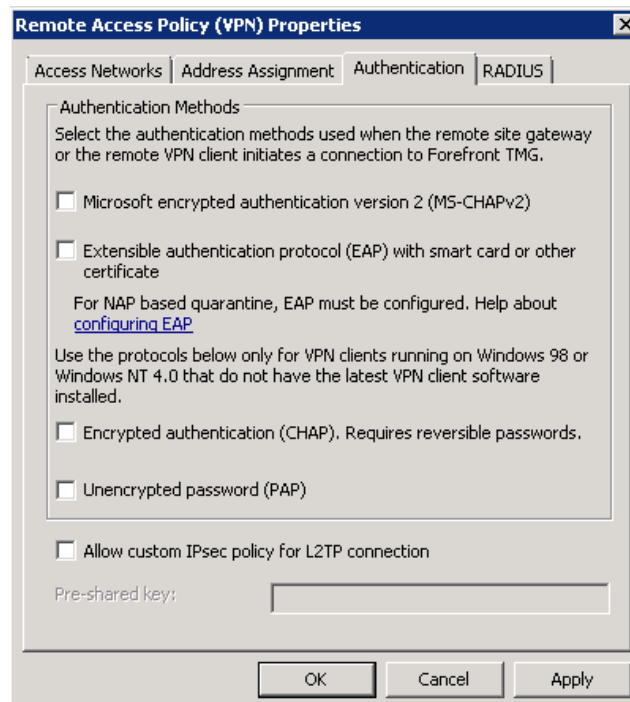 Remote Access Policy (VPN) Properties
Access Networks
Address Assignment
Authentication
RADIUS
Authentication Methods
Select the authentication methods used when the remote site gateway
or the remote VPN client initiates a connection to Forefront TMG.
Microsoft encrypted authentication version 2 (MS-CHAPv2)
Extensible authentication protocol (EAP) with smart card or other
certificate
For NAP based quarantine, EAP must be configured. Help about
configuring EAP
Use the protocols below only for VPN clients running on Windows 98 or
Windows NT 4.0 that do not have the latest VPN client software
installed.
Encrypted authentication (CHAP). Requires reversible passwords.
Unencrypted password (PAP)
Allow custom IPsec policy for L2TP connection
Pre-shared key:
OK
Cancel
Apply